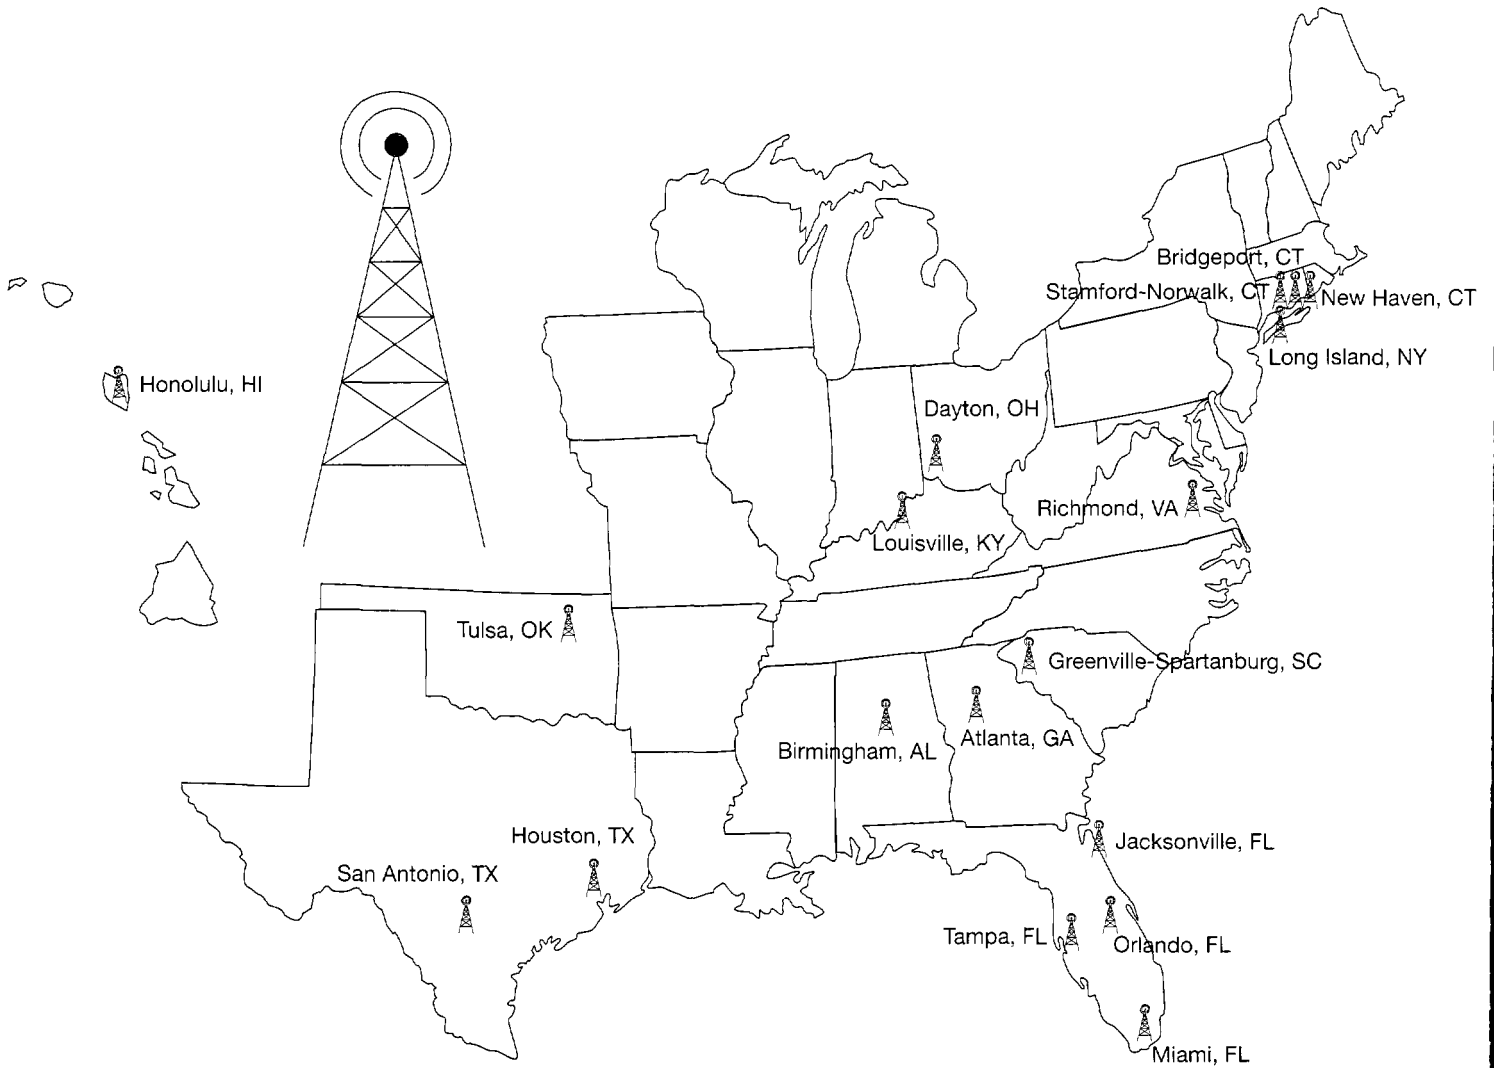 Bridgeport, CT
Stamford-Norwalk, CT
New Haven, CT
Long Island, NY
Honolulu, HI
Dayton, OH
Richmond, VA
Louisville, KY
Tulsa, OK
Greenville-Spartanburg, SC
Atlanta, GA
Birmingham, AL
Houston, TX
Jacksonville, FL
San Antonio, TX
Tampa, FL
Orlando, FL
Miami, FL